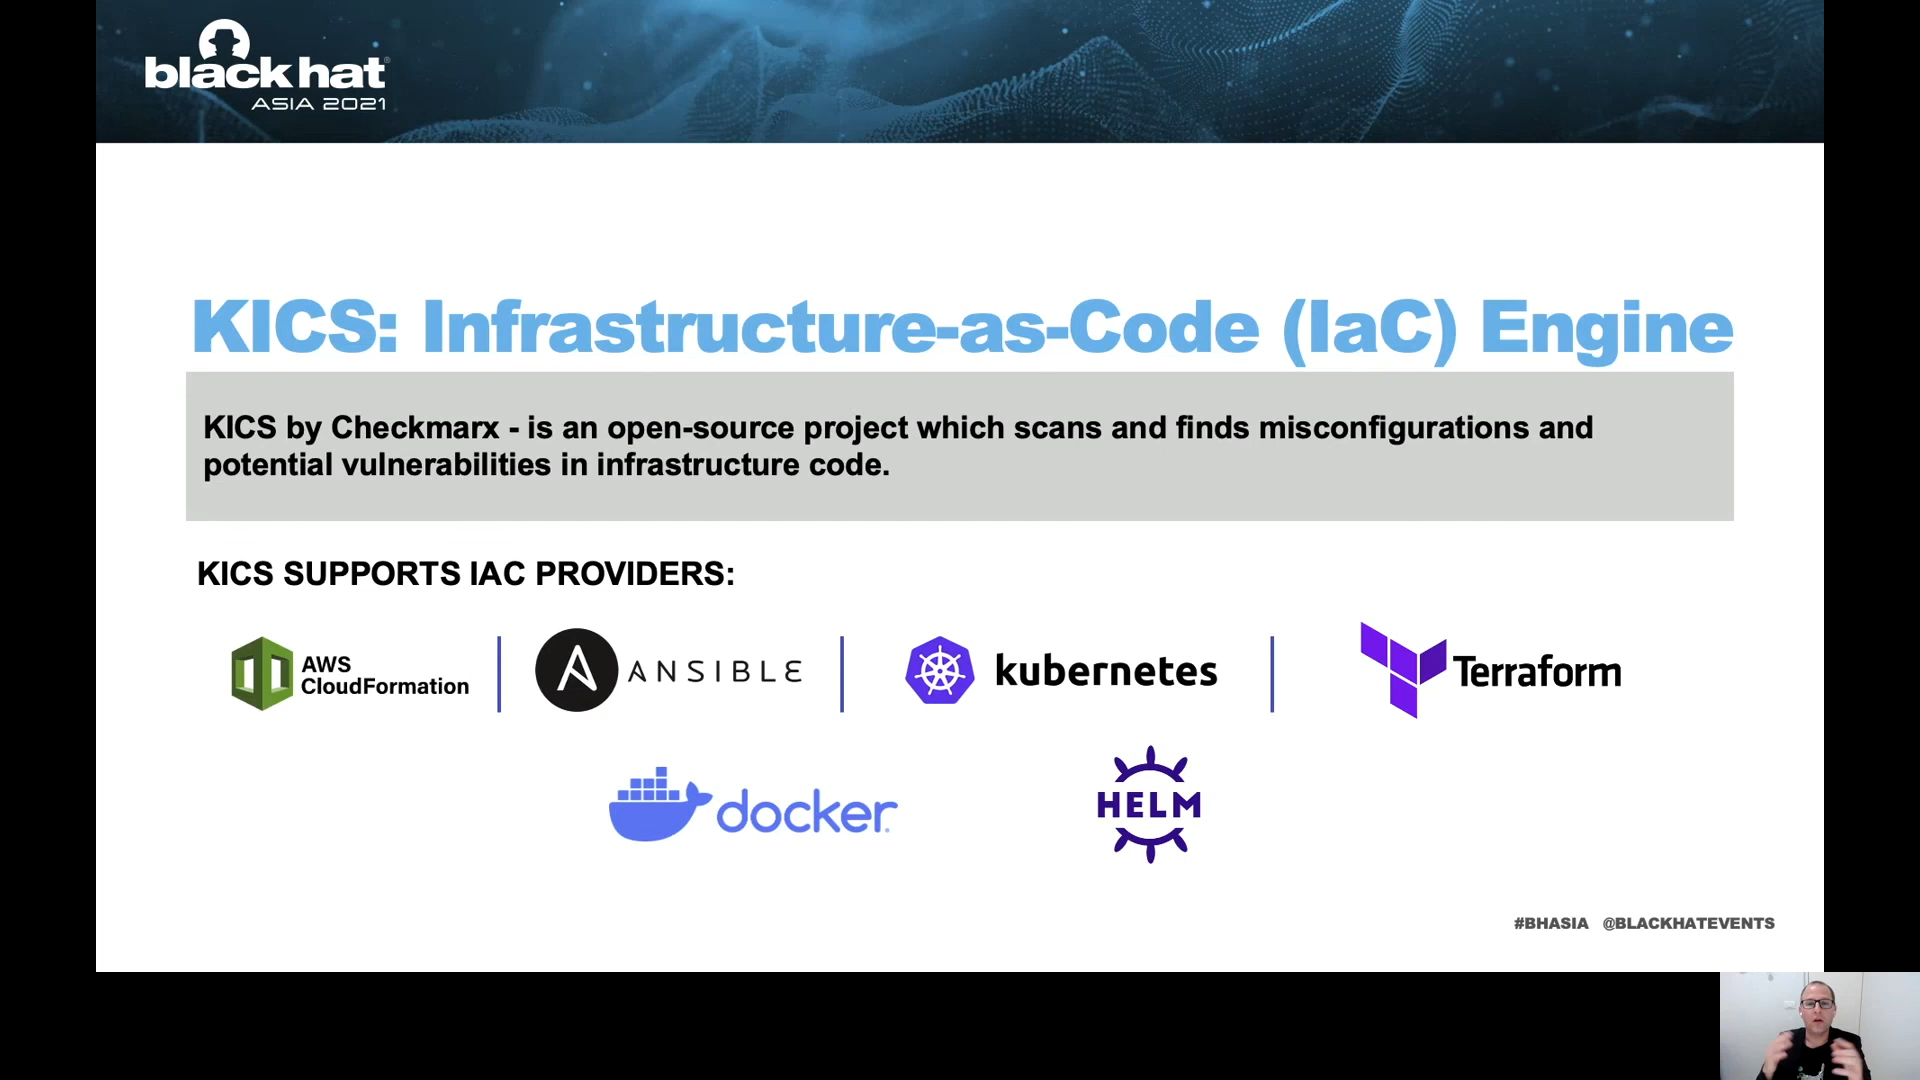 black hat®
ASIA 2021
KICS: Infrastructure-as-Code (IaC) Engine
KICS by Checkmarx - is an open-source project which scans and finds misconfigurations and
potential vulnerabilities in infrastructure code.
KICS SUPPORTS IAC PROVIDERS:
AWS
CloudFormation
ANSIBLE
kubernetes
Terraform
docker
HELM
#BHASIA @BLACKHATEVENTS